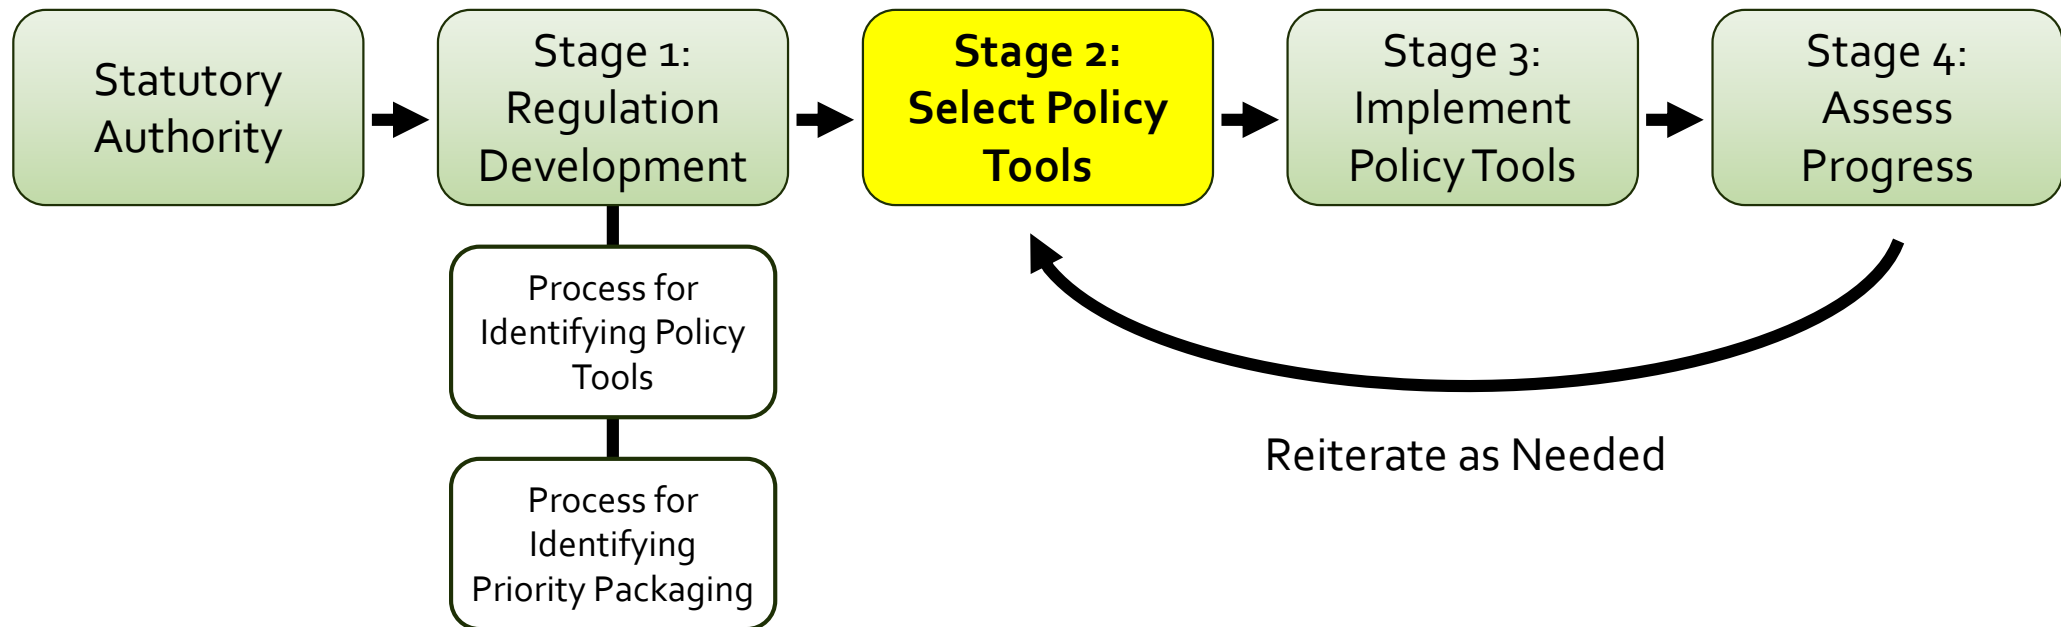 Statutory
Authority
Stage 1:
Regulation
Development
Stage 2:
Select Policy
Tools
Stage 3:
Implement
Policy Tools
Stage 4:
Assess
Progress
Process for
Identifying Policy
Tools
Process for
Identifying
Priority Packaging
Reiterate as Needed